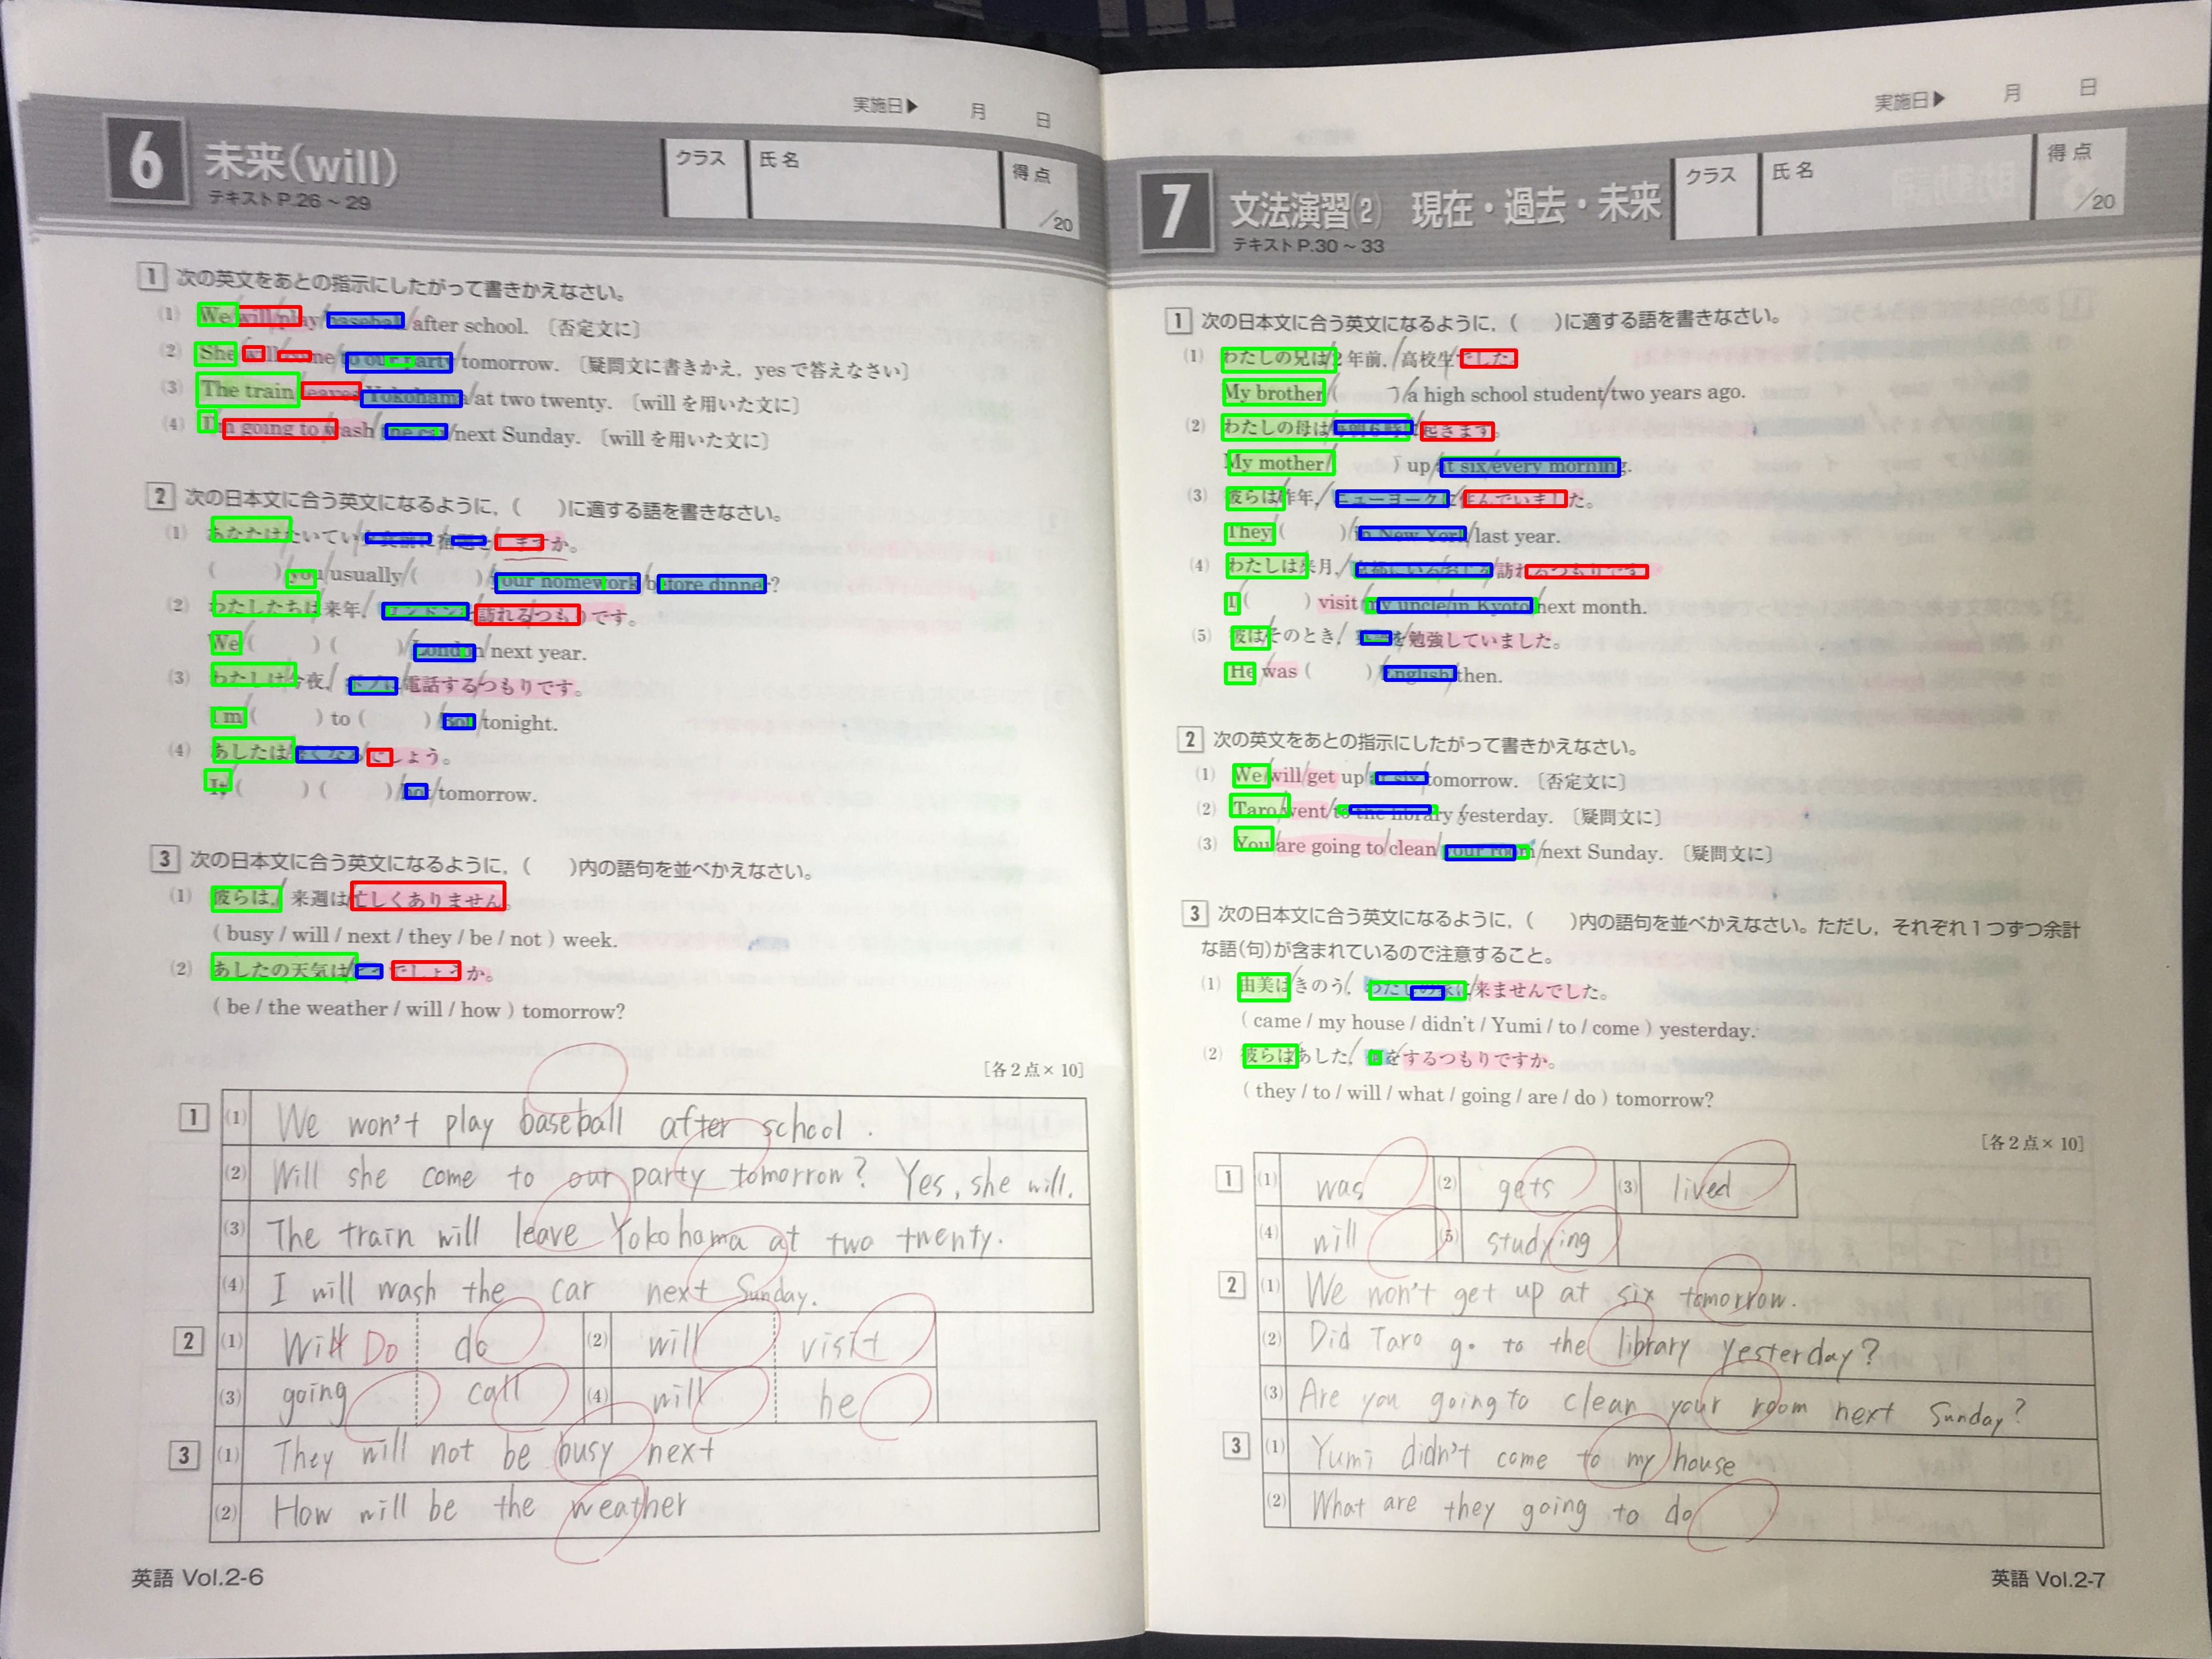 実施日▶ 月 日
6 未来(will)
テキストP.26～29
クラス 氏名 得点 /20
1 次の英文をあとの指示にしたがって書きかえなさい。
(1) We/will/play/baseball/after school. 〔否定文に〕
(2) She/will/come/to our party/tomorrow. 〔疑問文に書きかえ，yesで答えなさい〕
(3) The train/leaves/Yokohama/at two twenty. 〔willを用いた文に〕
(4) I'm going to wash/the car/next Sunday. 〔willを用いた文に〕
2 次の日本文に合う英文になるように，( )に適する語を書きなさい。
(1) あなたはたいてい/夕食前に宿題をしますか。
( )/you/usually/( )/your homework/before dinner?
(2) わたしたちは来年，/ロンドンを訪れるつもりです。
We ( ) ( )/London/next year.
(3) わたしは今夜，/ボブに電話するつもりです。
I'm ( ) to ( )/Bob/tonight.
(4) あしたは暑くなるでしょう。
It ( ) ( )/hot/tomorrow.
3 次の日本文に合う英文になるように，( )内の語句を並べかえなさい。
(1) 彼らは，/来週は忙しくありません。
( busy / will / next / they / be / not ) week.
(2) あしたの天気は/どうでしょうか。
( be / the weather / will / how ) tomorrow?
[各2点×10]
1 (1) We won't play baseball after school.
(2) Will she come to our party tomorrow? Yes, she will.
(3) The train will leave Yokohama at two twenty.
(4) I will wash the car next Sunday.
2 (1) Will Do do (2) will visit
(3) going call (4) will be
3 (1) They will not be busy next
(2) How will be the weather
英語 Vol.2-6
実施日▶ 月 日
7 文法演習(2) 現在・過去・未来
テキストP.30～33
クラス 氏名 得点 /20
1 次の日本文に合う英文になるように，( )に適する語を書きなさい。
(1) わたしの兄は/2年前，/高校生でした。
My brother/( )/a high school student/two years ago.
(2) わたしの母は/毎朝6時に/起きます。
My mother/( ) up/at six/every morning.
(3) 彼らは/昨年，/ニューヨークに住んでいました。
They ( )/in New York/last year.
(4) わたしは来月，/京都にいるおじを訪れるつもりです。
I ( ) visit/my uncle/in Kyoto/next month.
(5) 彼はそのとき，/英語を勉強していました。
He was ( )/English/then.
2 次の英文をあとの指示にしたがって書きかえなさい。
(1) We/will/get up/at six/tomorrow. 〔否定文に〕
(2) Taro/went/to the library/yesterday. 〔疑問文に〕
(3) You/are going to/clean/your room/next Sunday. 〔疑問文に〕
3 次の日本文に合う英文になるように，( )内の語句を並べかえなさい。ただし，それぞれ1つずつ余計
な語(句)が含まれているので注意すること。
(1) 由美は/きのう，/わたしの家に/来ませんでした。
( came / my house / didn't / Yumi / to / come ) yesterday.
(2) 彼らはあした，/何をするつもりですか。
( they / to / will / what / going / are / do ) tomorrow?
[各2点×10]
1 (1) was (2) gets (3) lived
(4) will (5) studying
2 (1) We won't get up at six tomorrow.
(2) Did Taro go to the library yesterday?
(3) Are you going to clean your room next Sunday?
3 (1) Yumi didn't come to my house
(2) What are they going to do
英語 Vol.2-7